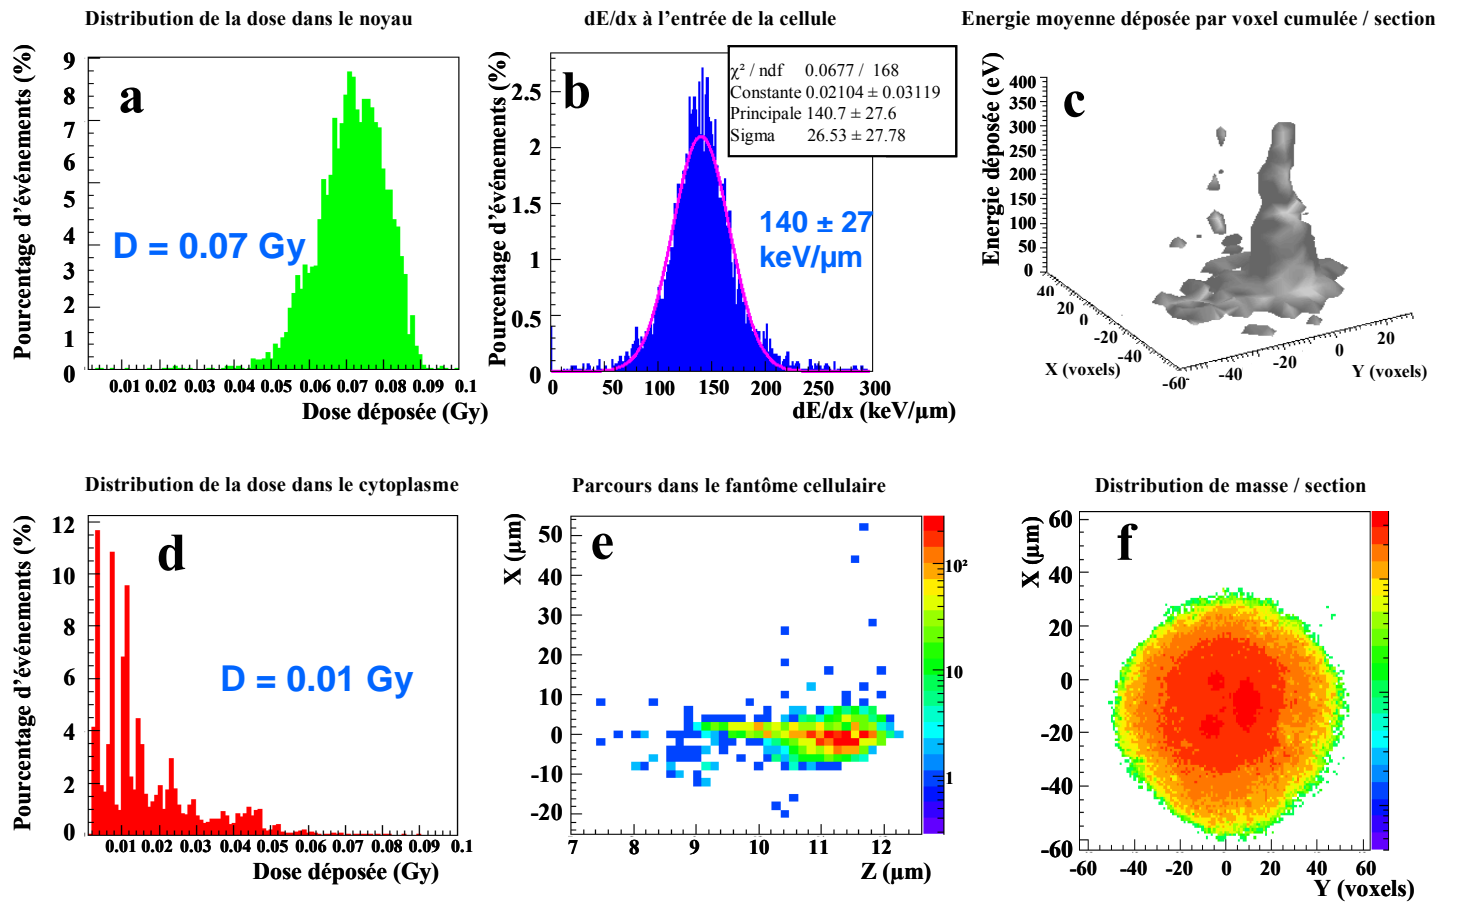 Distribution de la dose dans le noyau
Pourcentage d'événements (%)
9
8
7
6
5
4
3
2
1
0
a
D = 0.07 Gy
0.01 0.02 0.03 0.04 0.05 0.06 0.07 0.08 0.09 0.1
Dose déposée (Gy)
dE/dx à l'entrée de la cellule
Pourcentage d'événements (%)
2.5
2
1.5
1
0.5
0
b
χ² / ndf 0.0677 / 168
Constante 0.02104 ± 0.03119
Principale 140.7 ± 27.6
Sigma 26.53 ± 27.78
140 ± 27
keV/µm
0 50 100 150 200 250 300
dE/dx (keV/µm)
Energie moyenne déposée par voxel cumulée / section
Energie déposée (eV)
400
350
300
250
200
150
100
50
0
c
40
20
0
-20
-40
-60
X (voxels)
-40
-20
0
20
Y (voxels)
Distribution de la dose dans le cytoplasme
Pourcentage d'événements (%)
12
10
8
6
4
2
0
d
D = 0.01 Gy
0.01 0.02 0.03 0.04 0.05 0.06 0.07 0.08 0.09 0.1
Dose déposée (Gy)
Parcours dans le fantôme cellulaire
X (µm)
50
40
30
20
10
0
-10
-20
e
10²
10
1
7 8 9 10 11 12
Z (µm)
Distribution de masse / section
X (µm)
60
40
20
0
-20
-40
-60
f
-60 -40 -20 0 20 40 60
Y (voxels)